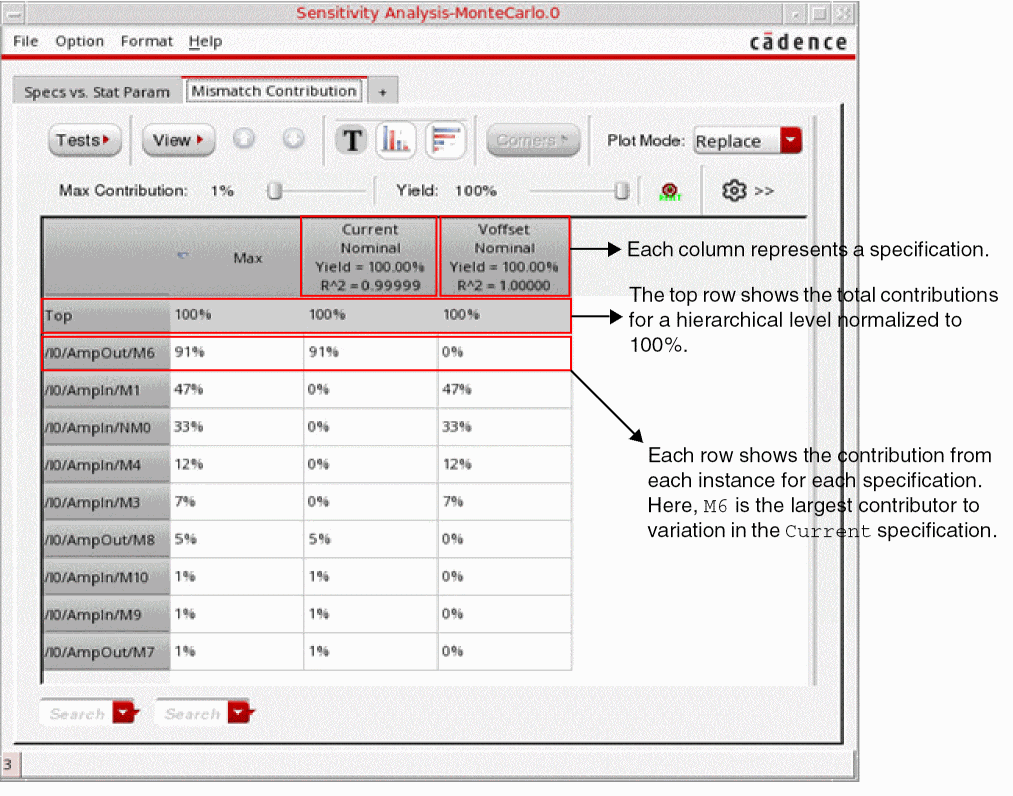 Sensitivity Analysis-MonteCarlo.0
File Option Format Help
cādence
Specs vs. Stat Param Mismatch Contribution +
Tests View T Corners Plot Mode: Replace
Max Contribution: 1% Yield: 100% >>
Max
Current
Nominal
Yield = 100.00%
R^2 = 0.99999
Voffset
Nominal
Yield = 100.00%
R^2 = 1.00000
Each column represents a specification.
Top 100% 100% 100%
The top row shows the total contributions
for a hierarchical level normalized to
100%.
/I0/AmpOut/M6 91% 91% 0%
/I0/AmpIn/M1 47% 0% 47%
/I0/AmpIn/NM0 33% 0% 33%
/I0/AmpIn/M4 12% 0% 12%
/I0/AmpIn/M3 7% 0% 7%
/I0/AmpOut/M8 5% 5% 0%
/I0/AmpIn/M10 1% 1% 0%
/I0/AmpIn/M9 1% 1% 0%
/I0/AmpOut/M7 1% 1% 0%
Each row shows the contribution from
each instance for each specification.
Here, M6 is the largest contributor to
variation in the Current specification.
Search Search
3